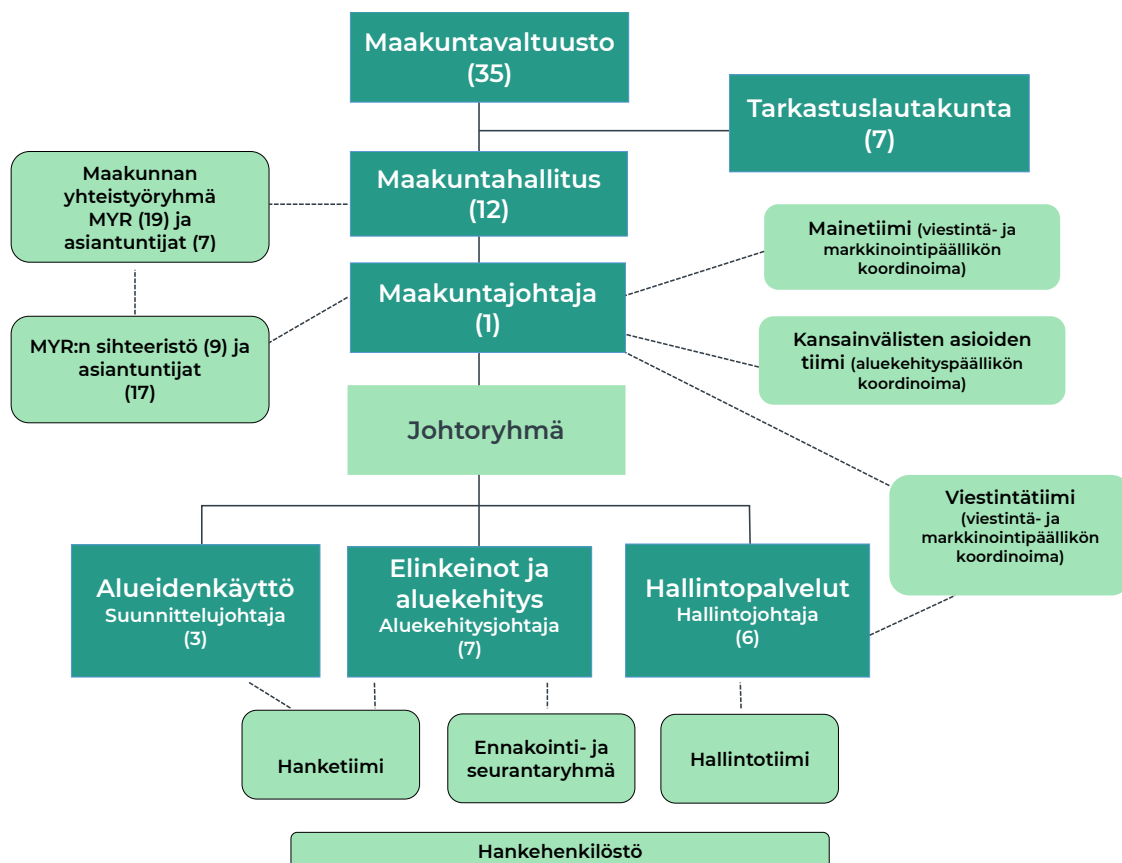 Maakuntavaltuusto
(35)
Tarkastuslautakunta
(7)
Maakunnan
yhteistyöryhmä
MYR (19) ja
asiantuntijat (7)
Maakuntahallitus
(12)
Mainetiimi (viestintä- ja
markkinointipäällikön
koordinoima)
Maakuntajohtaja
(1)
MYR:n sihteeristö (9) ja
asiantuntijat
(17)
Kansainvälisten asioiden
tiimi (aluekehityspäällikön
koordinoima)
Johtoryhmä
Viestintätiimi
(viestintä- ja
markkinointipäällikön
koordinoima)
Alueidenkäyttö
Suunnittelujohtaja
(3)
Elinkeinot ja
aluekehitys
Aluekehitysjohtaja
(7)
Hallintopalvelut
Hallintojohtaja
(6)
Hanketiimi
Ennakointi- ja
seurantaryhmä
Hallintotiimi
Hankehenkilöstö